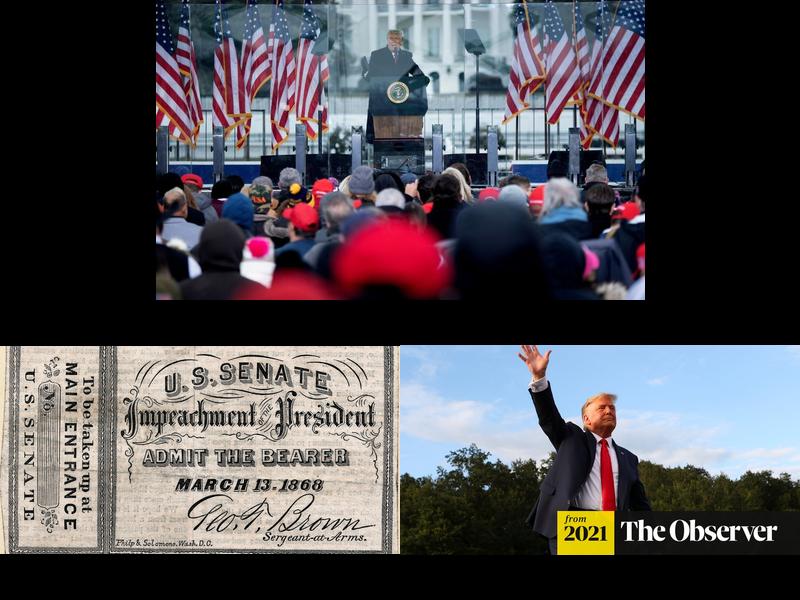 To be taken up at
MAIN ENTRANCE
No.
U. S. SENATE
U.S. SENATE
Impeachment of the President
ADMIT THE BEARER
MARCH 13. 1868
Geo. T. Brown
Sergeant-at-Arms.
Philp & Solomons, Wash. D.C.
from
2021
The Observer